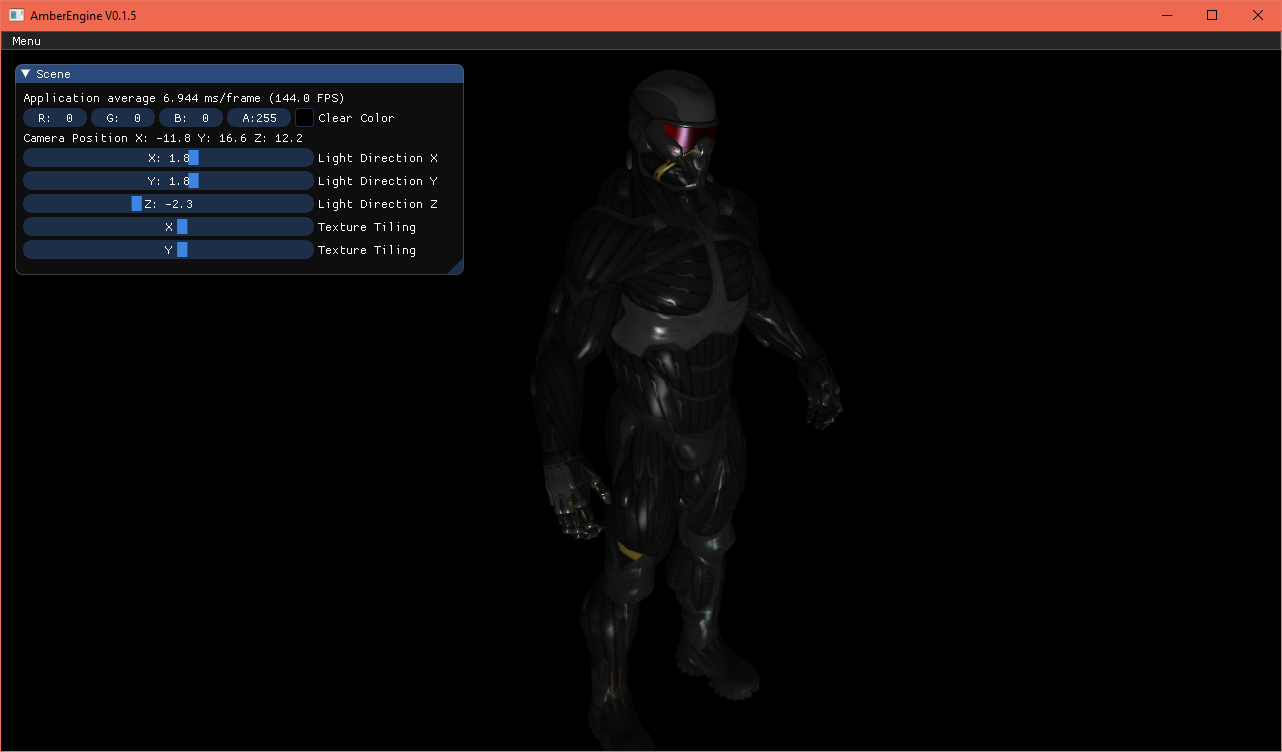 AmberEngine V0.1.5
Menu
Scene
Application average 6.944 ms/frame (144.0 FPS)
R: 0 G: 0 B: 0 A:255 Clear Color
Camera Position X: -11.8 Y: 16.6 Z: 12.2
X: 1.8 Light Direction X
Y: 1.8 Light Direction Y
Z: -2.3 Light Direction Z
X Texture Tiling
Y Texture Tiling